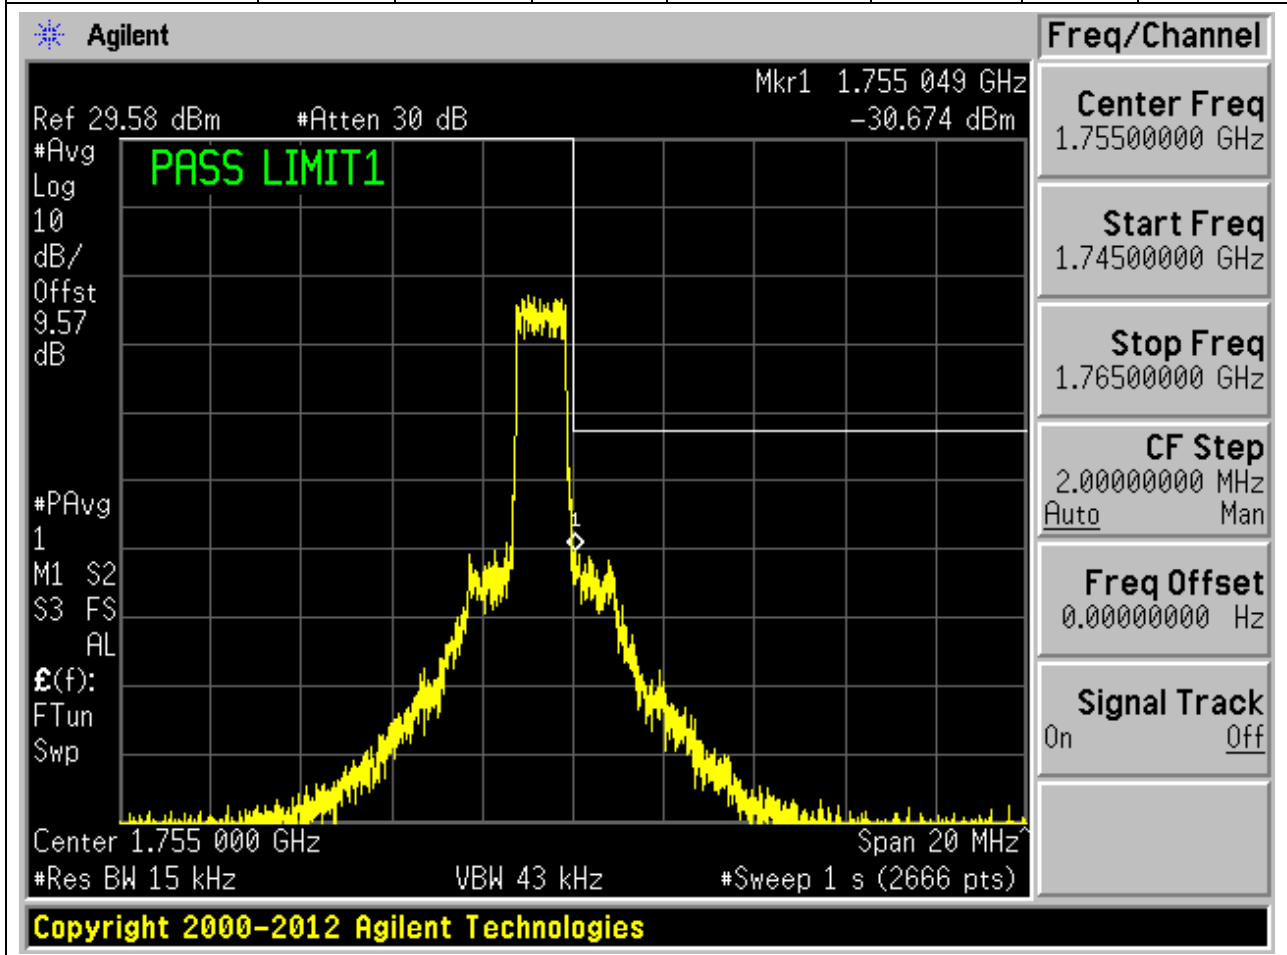 Agilent
Freq/Channel
Mkr1 1.755 049 GHz
Ref 29.58 dBm #Atten 30 dB -30.674 dBm
#Avg
Log
10
dB/
Offst
9.57
dB
PASS LIMIT1
1
#PAvg
1
M1 S2
S3 FS
AL
£(f):
FTun
Swp
Center 1.755 000 GHz Span 20 MHz^
#Res BW 15 kHz VBW 43 kHz #Sweep 1 s (2666 pts)
Center Freq
1.75500000 GHz
Start Freq
1.74500000 GHz
Stop Freq
1.76500000 GHz
CF Step
2.00000000 MHz
Auto Man
Freq Offset
0.00000000 Hz
Signal Track
On Off
Copyright 2000-2012 Agilent Technologies